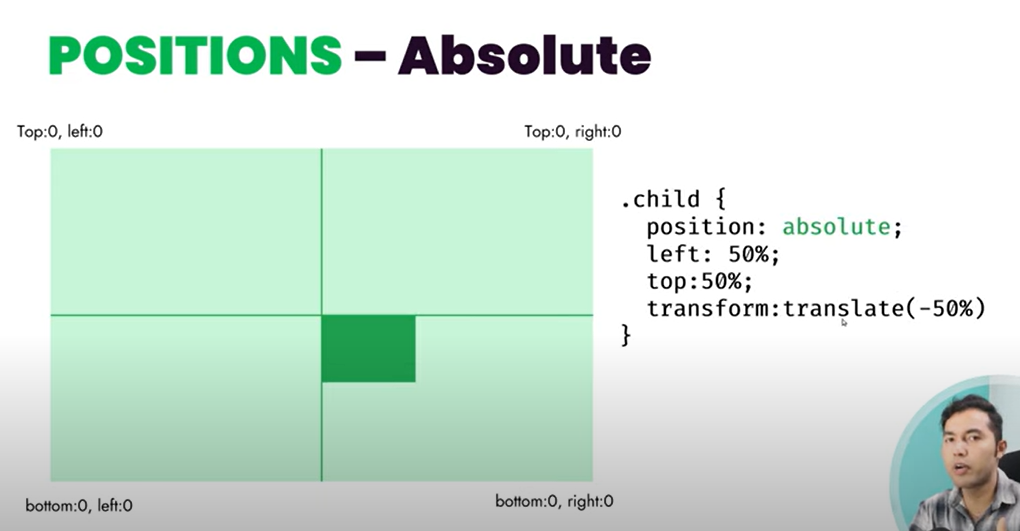 POSITIONS – Absolute
Top:0, left:0
Top:0, right:0
.child {
position: absolute;
left: 50%;
top:50%;
transform:translate(-50%)
}
bottom:0, left:0
bottom:0, right:0